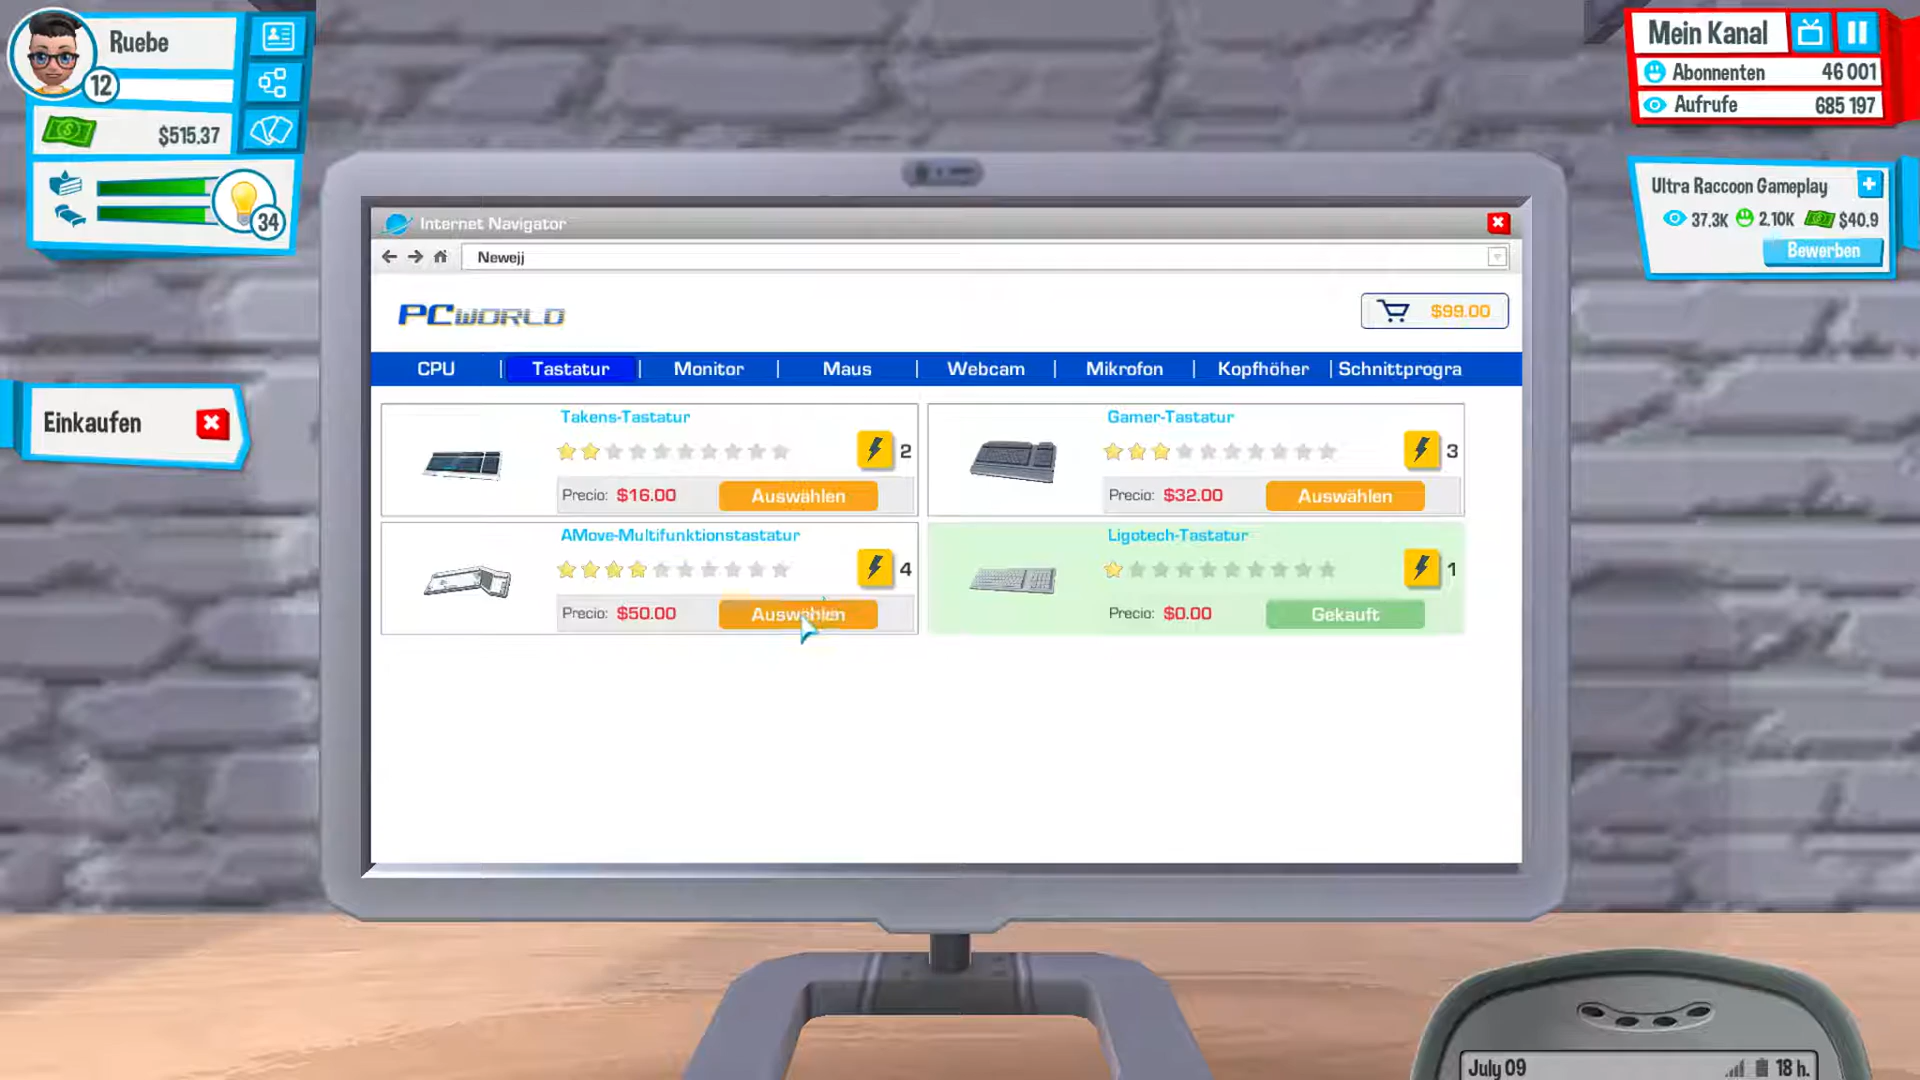 Ruebe
12
$515.37
34
Einkaufen
Mein Kanal
Abonnenten 46 001
Aufrufe 685 197
Ultra Raccoon Gameplay
37.3K 2.10K $40.9
Bewerben
Internet Navigator
Newejj
PCWORLD
$99.00
CPU | Tastatur | Monitor | Maus | Webcam | Mikrofon | Kopfhöher | Schnittprogra
Takens-Tastatur
2
Precio: $16.00 Auswählen
Gamer-Tastatur
3
Precio: $32.00 Auswählen
AMove-Multifunktionstastatur
4
Precio: $50.00 Auswählen
Ligotech-Tastatur
1
Precio: $0.00 Gekauft
July 09 18 h.